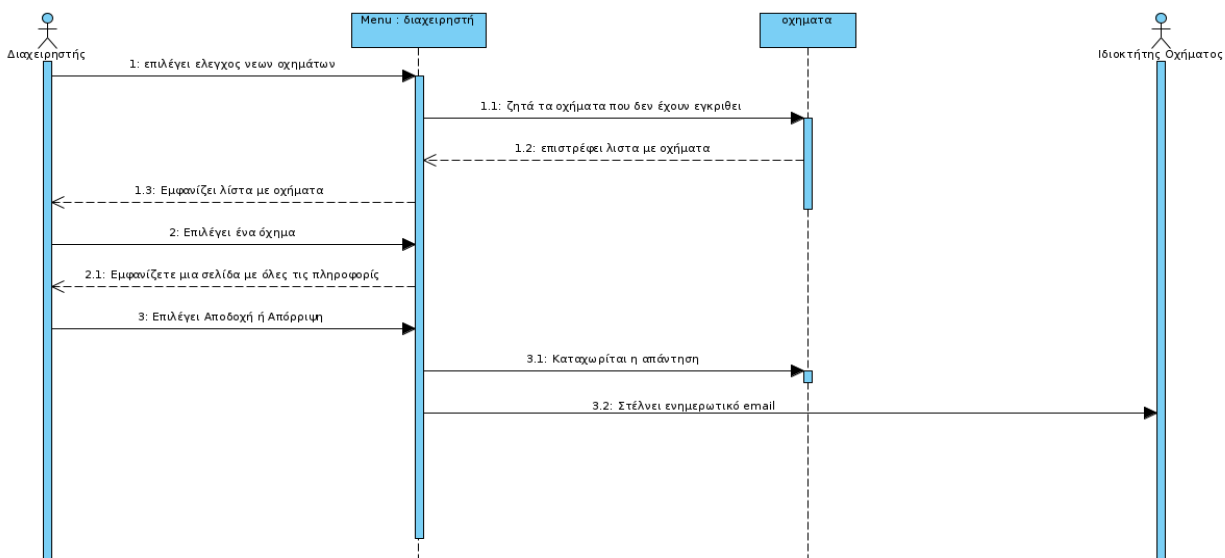 Menu : διαχειρηστή
οχηματα
Διαχειρηστής
Ιδιοκτήτης Οχήματος
1: επιλέγει ελεγχος νεων οχημάτων
1.1: ζητά τα οχήματα που δεν έχουν εγκριθει
1.2: επιστρέφει λιστα με οχήματα
1.3: Εμφανίζει λίστα με οχήματα
2: Επιλέγει ένα όχημα
2.1: Εμφανίζετε μια σελίδα με όλες τις πληροφορίς
3: Επιλέγει Αποδοχή ή Απόρριψη
3.1: Καταχωρίται η απάντηση
3.2: Στέλνει ενημερωτικό email